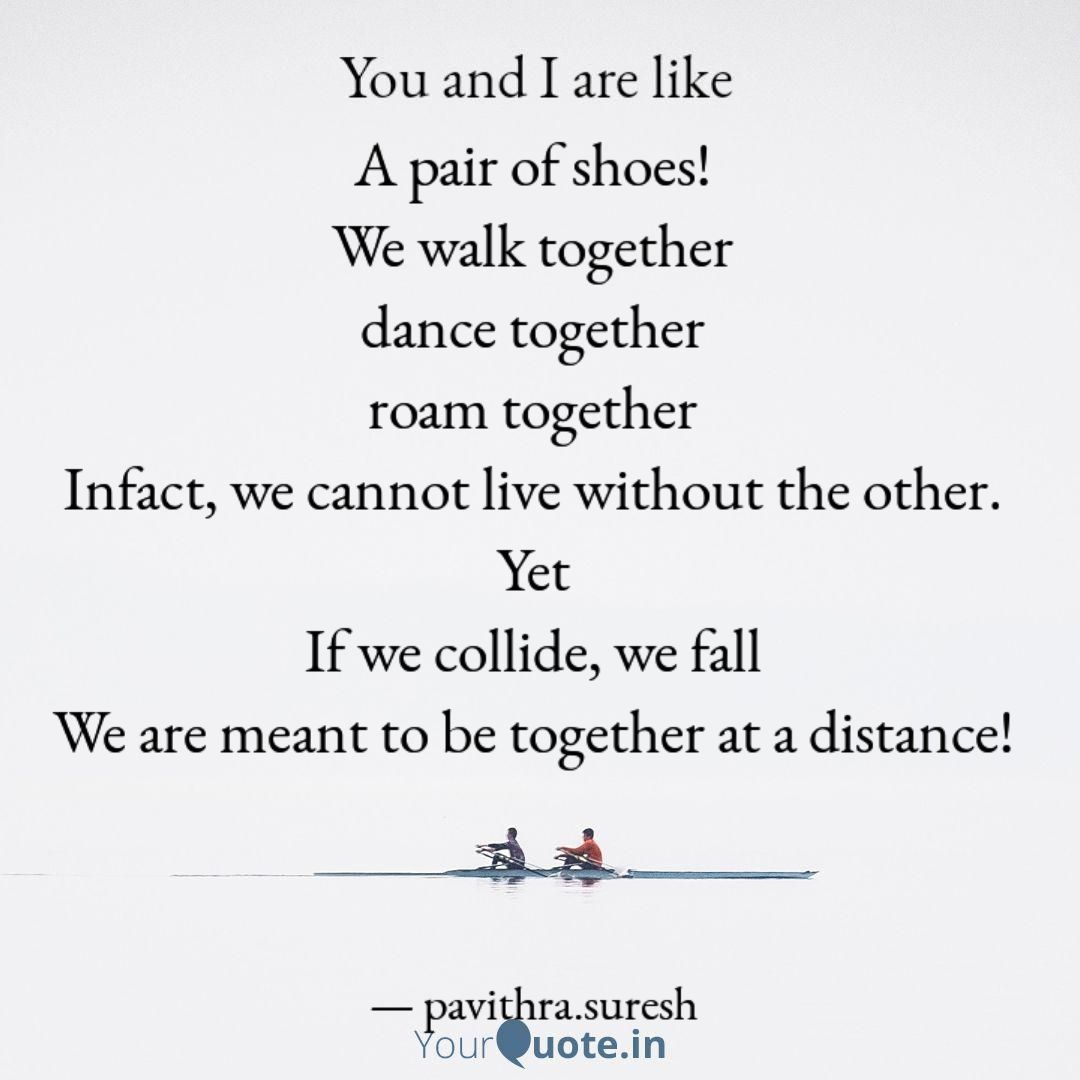 You and I are like
A pair of shoes!
We walk together
dance together
roam together
Infact, we cannot live without the other.
Yet
If we collide, we fall
We are meant to be together at a distance!
— pavithra.suresh
YourQuote.in